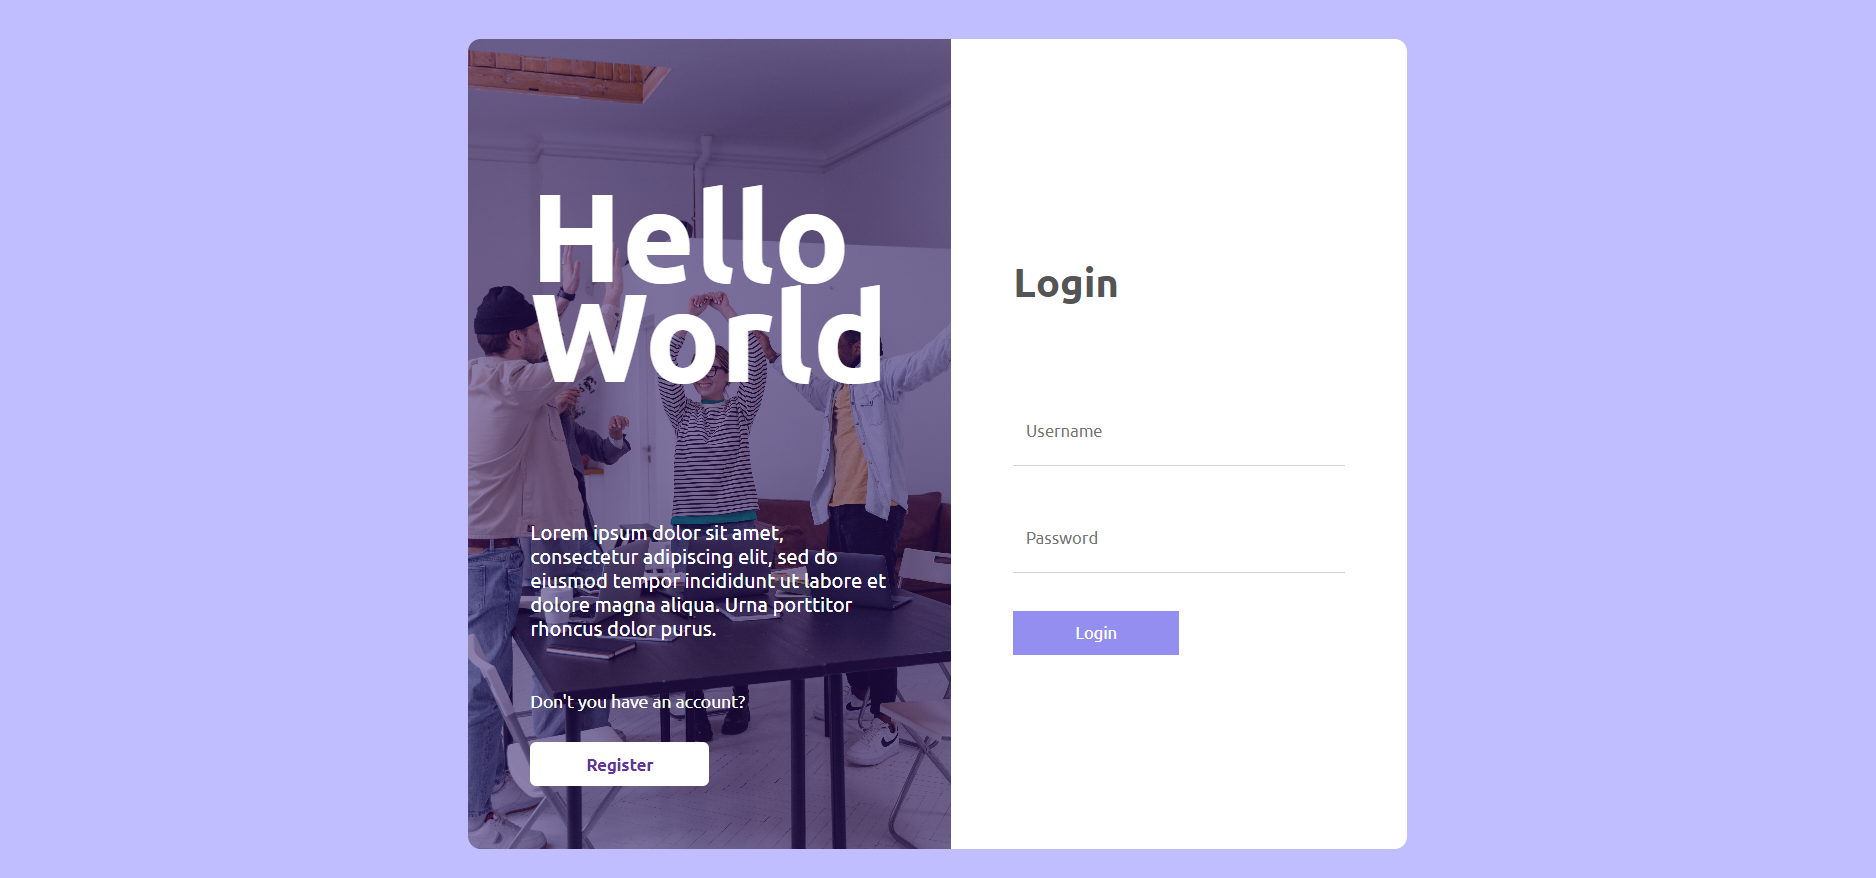 Hello
World
Lorem ipsum dolor sit amet,
consectetur adipiscing elit, sed do
eiusmod tempor incididunt ut labore et
dolore magna aliqua. Urna porttitor
rhoncus dolor purus.
Don't you have an account?
Register
Login
Username
Password
Login